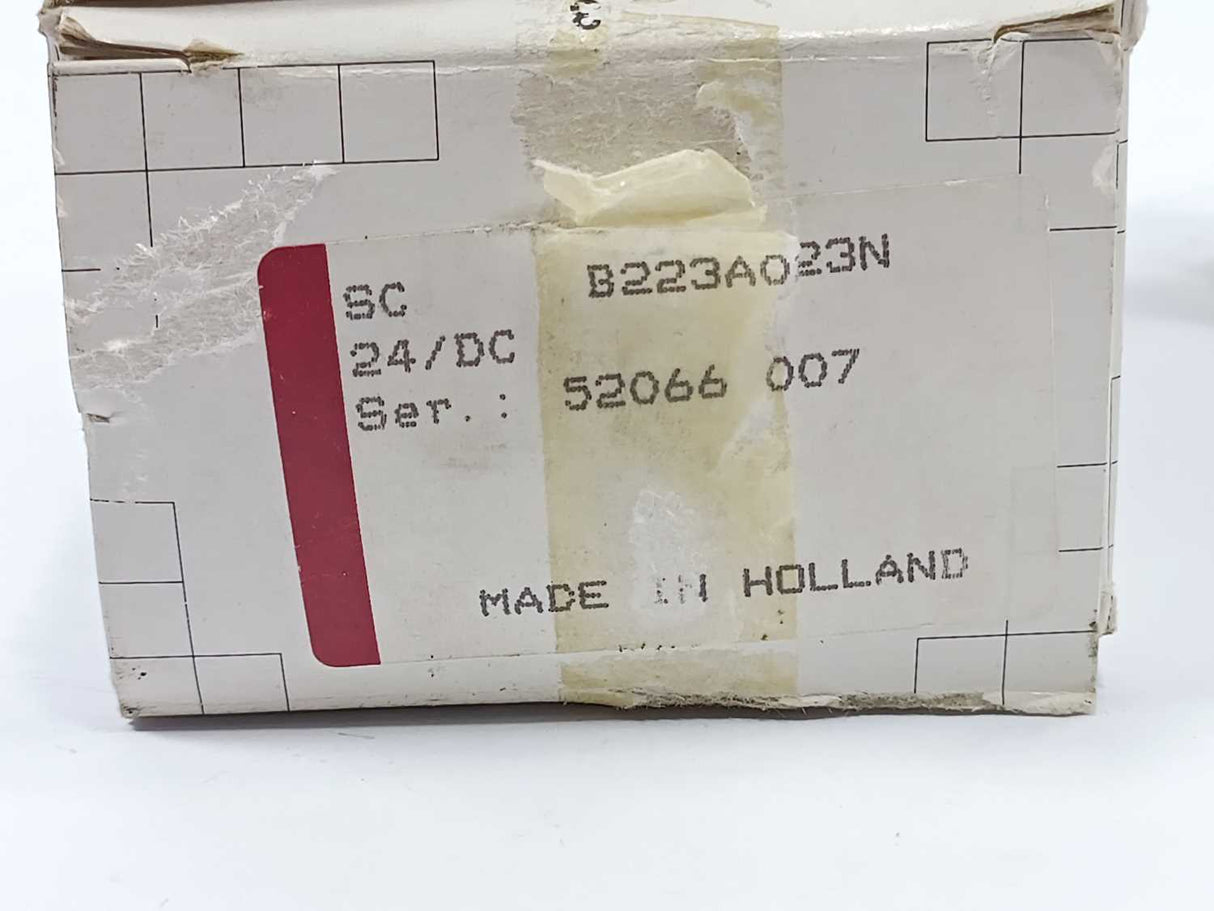 SC B223A023N
24/DC
Ser.: 52066 007
MADE IN HOLLAND